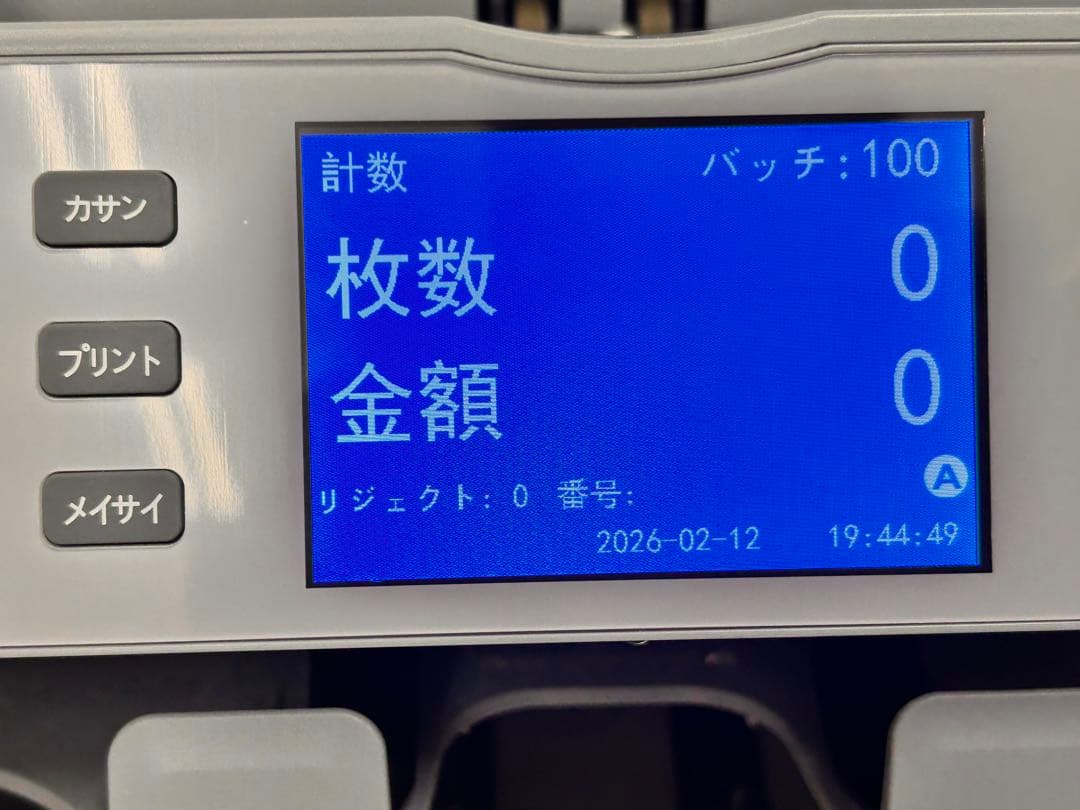 計数 バッチ:100
カサン
枚数 0
プリント
金額 0
A
メイサイ
リジェクト: 0 番号:
2026-02-12 19:44:49